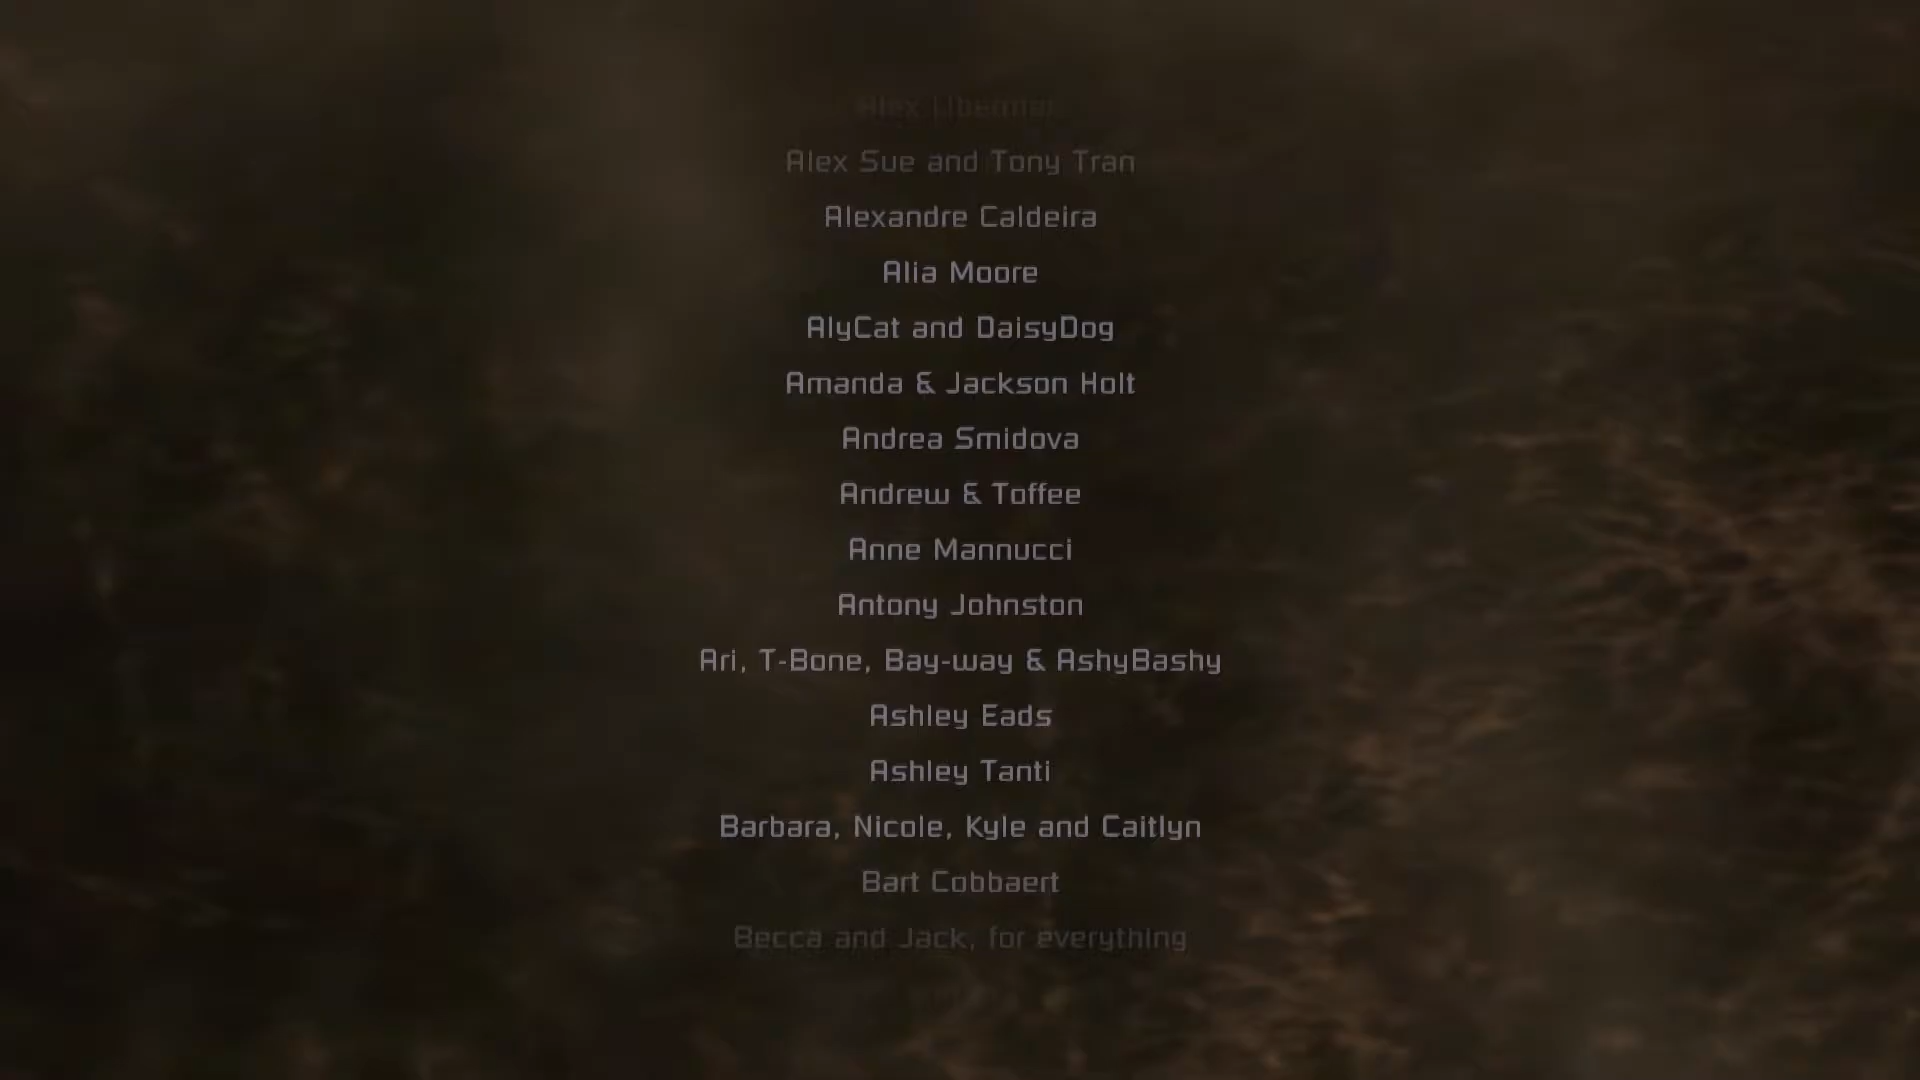 Alex
Alex Sue and Tony Tran
Alexandre Caldeira
Alia Moore
AlyCat and DaisyDog
Amanda & Jackson Holt
Andrea Smidova
Andrew & Toffee
Anne Mannucci
Antony Johnston
Ari, T-Bone, Bay-way & AshyBashy
Ashley Eads
Ashley Tanti
Barbara, Nicole, Kyle and Caitlyn
Bart Cobbaert
Becca and Jack, for everything